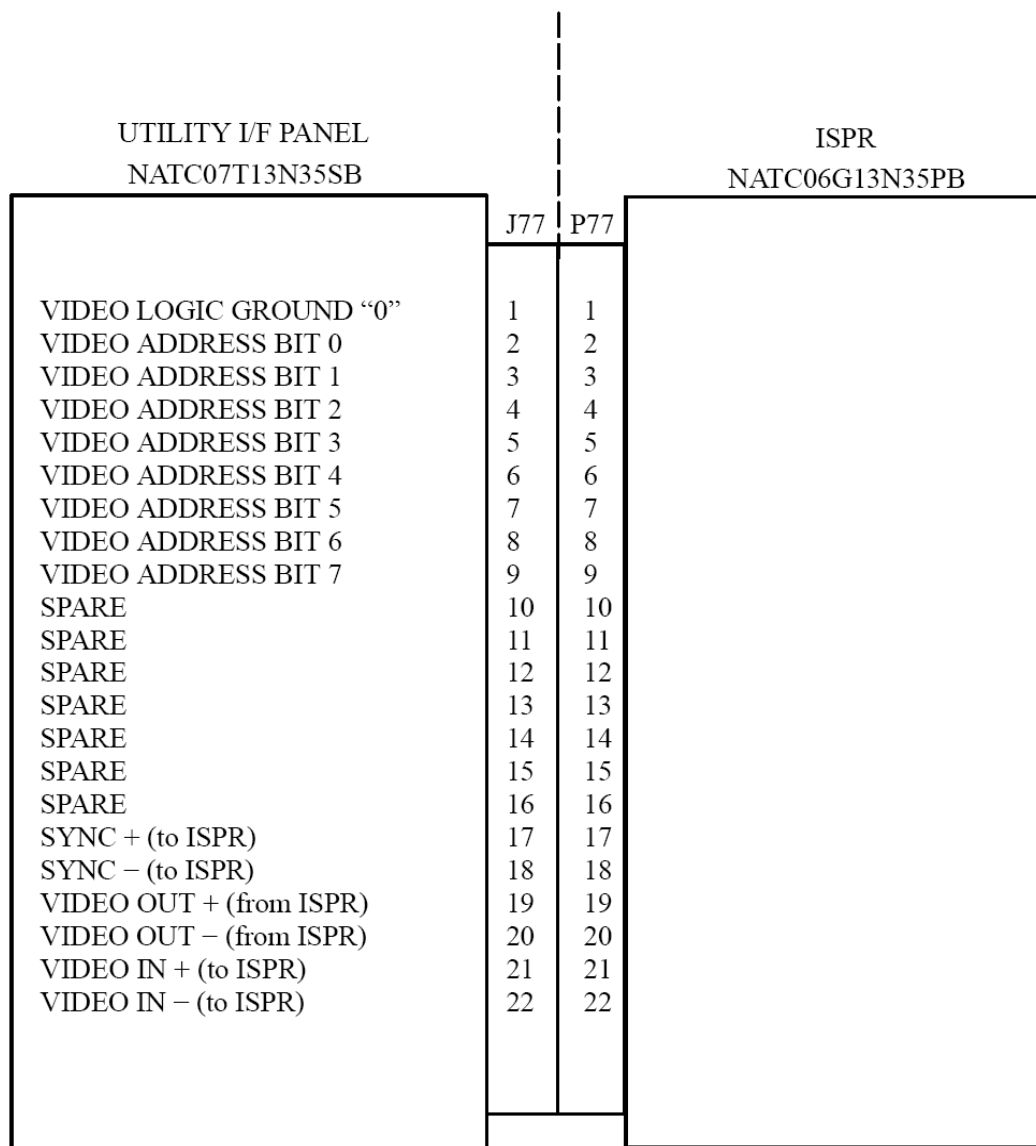 UTILITY I/F PANEL
NATC07T13N35SB
ISPR
NATC06G13N35PB
J77 P77
VIDEO LOGIC GROUND “0” 1 1
VIDEO ADDRESS BIT 0 2 2
VIDEO ADDRESS BIT 1 3 3
VIDEO ADDRESS BIT 2 4 4
VIDEO ADDRESS BIT 3 5 5
VIDEO ADDRESS BIT 4 6 6
VIDEO ADDRESS BIT 5 7 7
VIDEO ADDRESS BIT 6 8 8
VIDEO ADDRESS BIT 7 9 9
SPARE 10 10
SPARE 11 11
SPARE 12 12
SPARE 13 13
SPARE 14 14
SPARE 15 15
SPARE 16 16
SYNC + (to ISPR) 17 17
SYNC − (to ISPR) 18 18
VIDEO OUT + (from ISPR) 19 19
VIDEO OUT − (from ISPR) 20 20
VIDEO IN + (to ISPR) 21 21
VIDEO IN − (to ISPR) 22 22